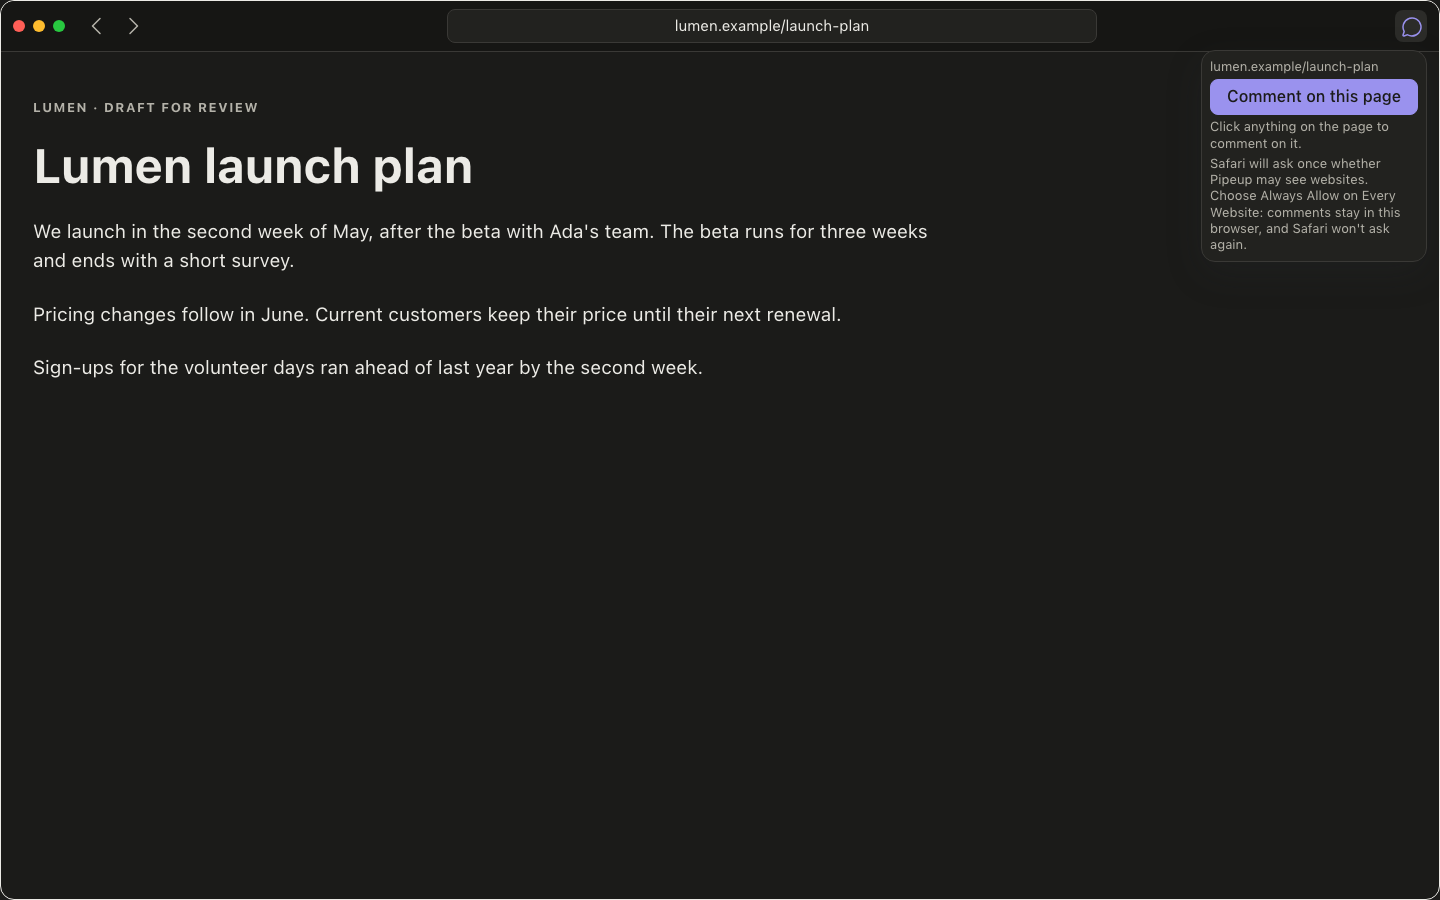 lumen.example/launch-plan
lumen.example/launch-plan
Comment on this page
Click anything on the page to
comment on it.
Safari will ask once whether
Pipeup may see websites.
Choose Always Allow on Every
Website: comments stay in this
browser, and Safari won't ask
again.
LUMEN · DRAFT FOR REVIEW
Lumen launch plan
We launch in the second week of May, after the beta with Ada's team. The beta runs for three weeks
and ends with a short survey.
Pricing changes follow in June. Current customers keep their price until their next renewal.
Sign-ups for the volunteer days ran ahead of last year by the second week.